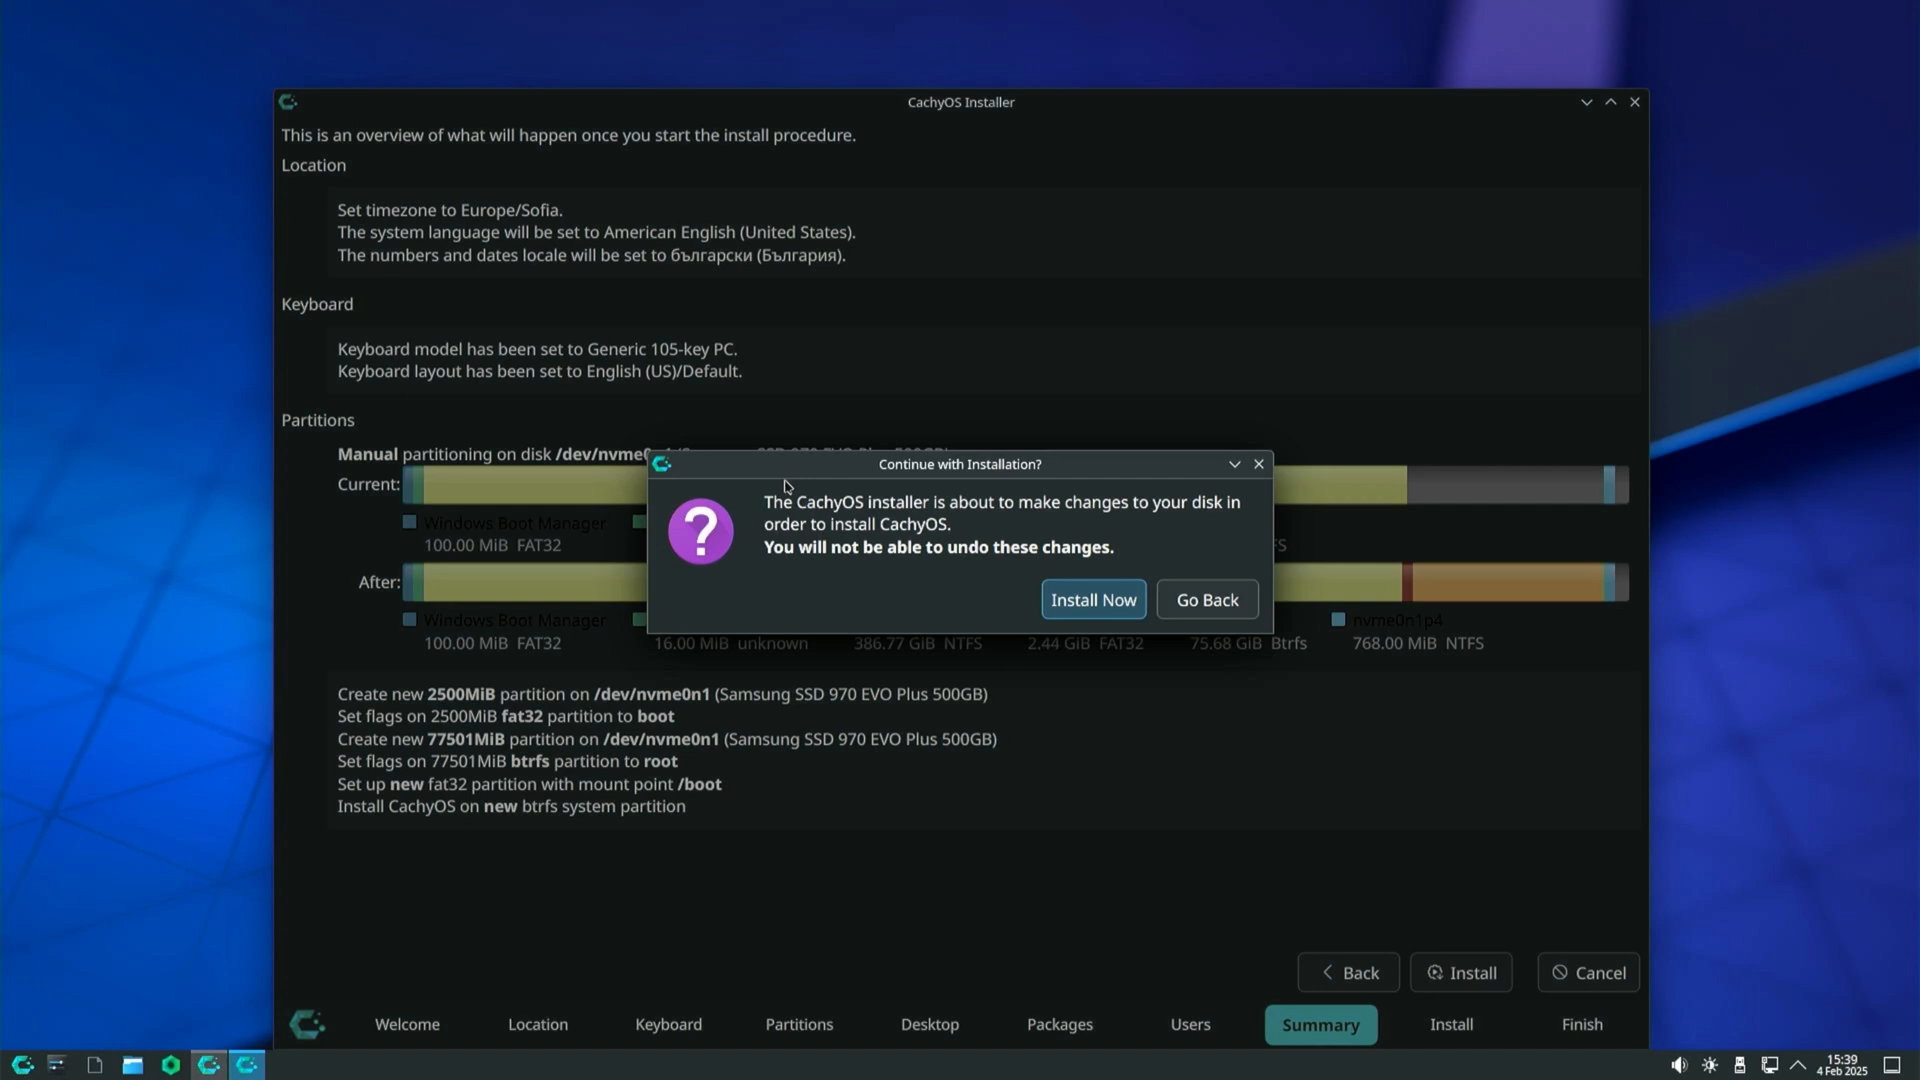 CachyOS Installer
This is an overview of what will happen once you start the install procedure.
Location
Set timezone to Europe/Sofia.
The system language will be set to American English (United States).
The numbers and dates locale will be set to български (България).
Keyboard
Keyboard model has been set to Generic 105-key PC.
Keyboard layout has been set to English (US)/Default.
Partitions
Manual partitioning on disk
Current:
Windows Boot Manager
100.00 MiB FAT32
Continue with Installation?
The CachyOS installer is about to make changes to your disk in
order to install CachyOS.
You will not be able to undo these changes.
Install Now Go Back
After:
Windows Boot Manager nvme0n1p4
100.00 MiB FAT32 16.00 MiB unknown 386.77 GiB NTFS 2.44 GiB FAT32 75.68 GiB Btrfs 768.00 MiB NTFS
Create new 2500MiB partition on /dev/nvme0n1 (Samsung SSD 970 EVO Plus 500GB)
Set flags on 2500MiB fat32 partition to boot
Create new 77501MiB partition on /dev/nvme0n1 (Samsung SSD 970 EVO Plus 500GB)
Set flags on 77501MiB btrfs partition to root
Set up new fat32 partition with mount point /boot
Install CachyOS on new btrfs system partition
Back Install Cancel
Welcome Location Keyboard Partitions Desktop Packages Users Summary Install Finish
15:39
4 Feb 2025